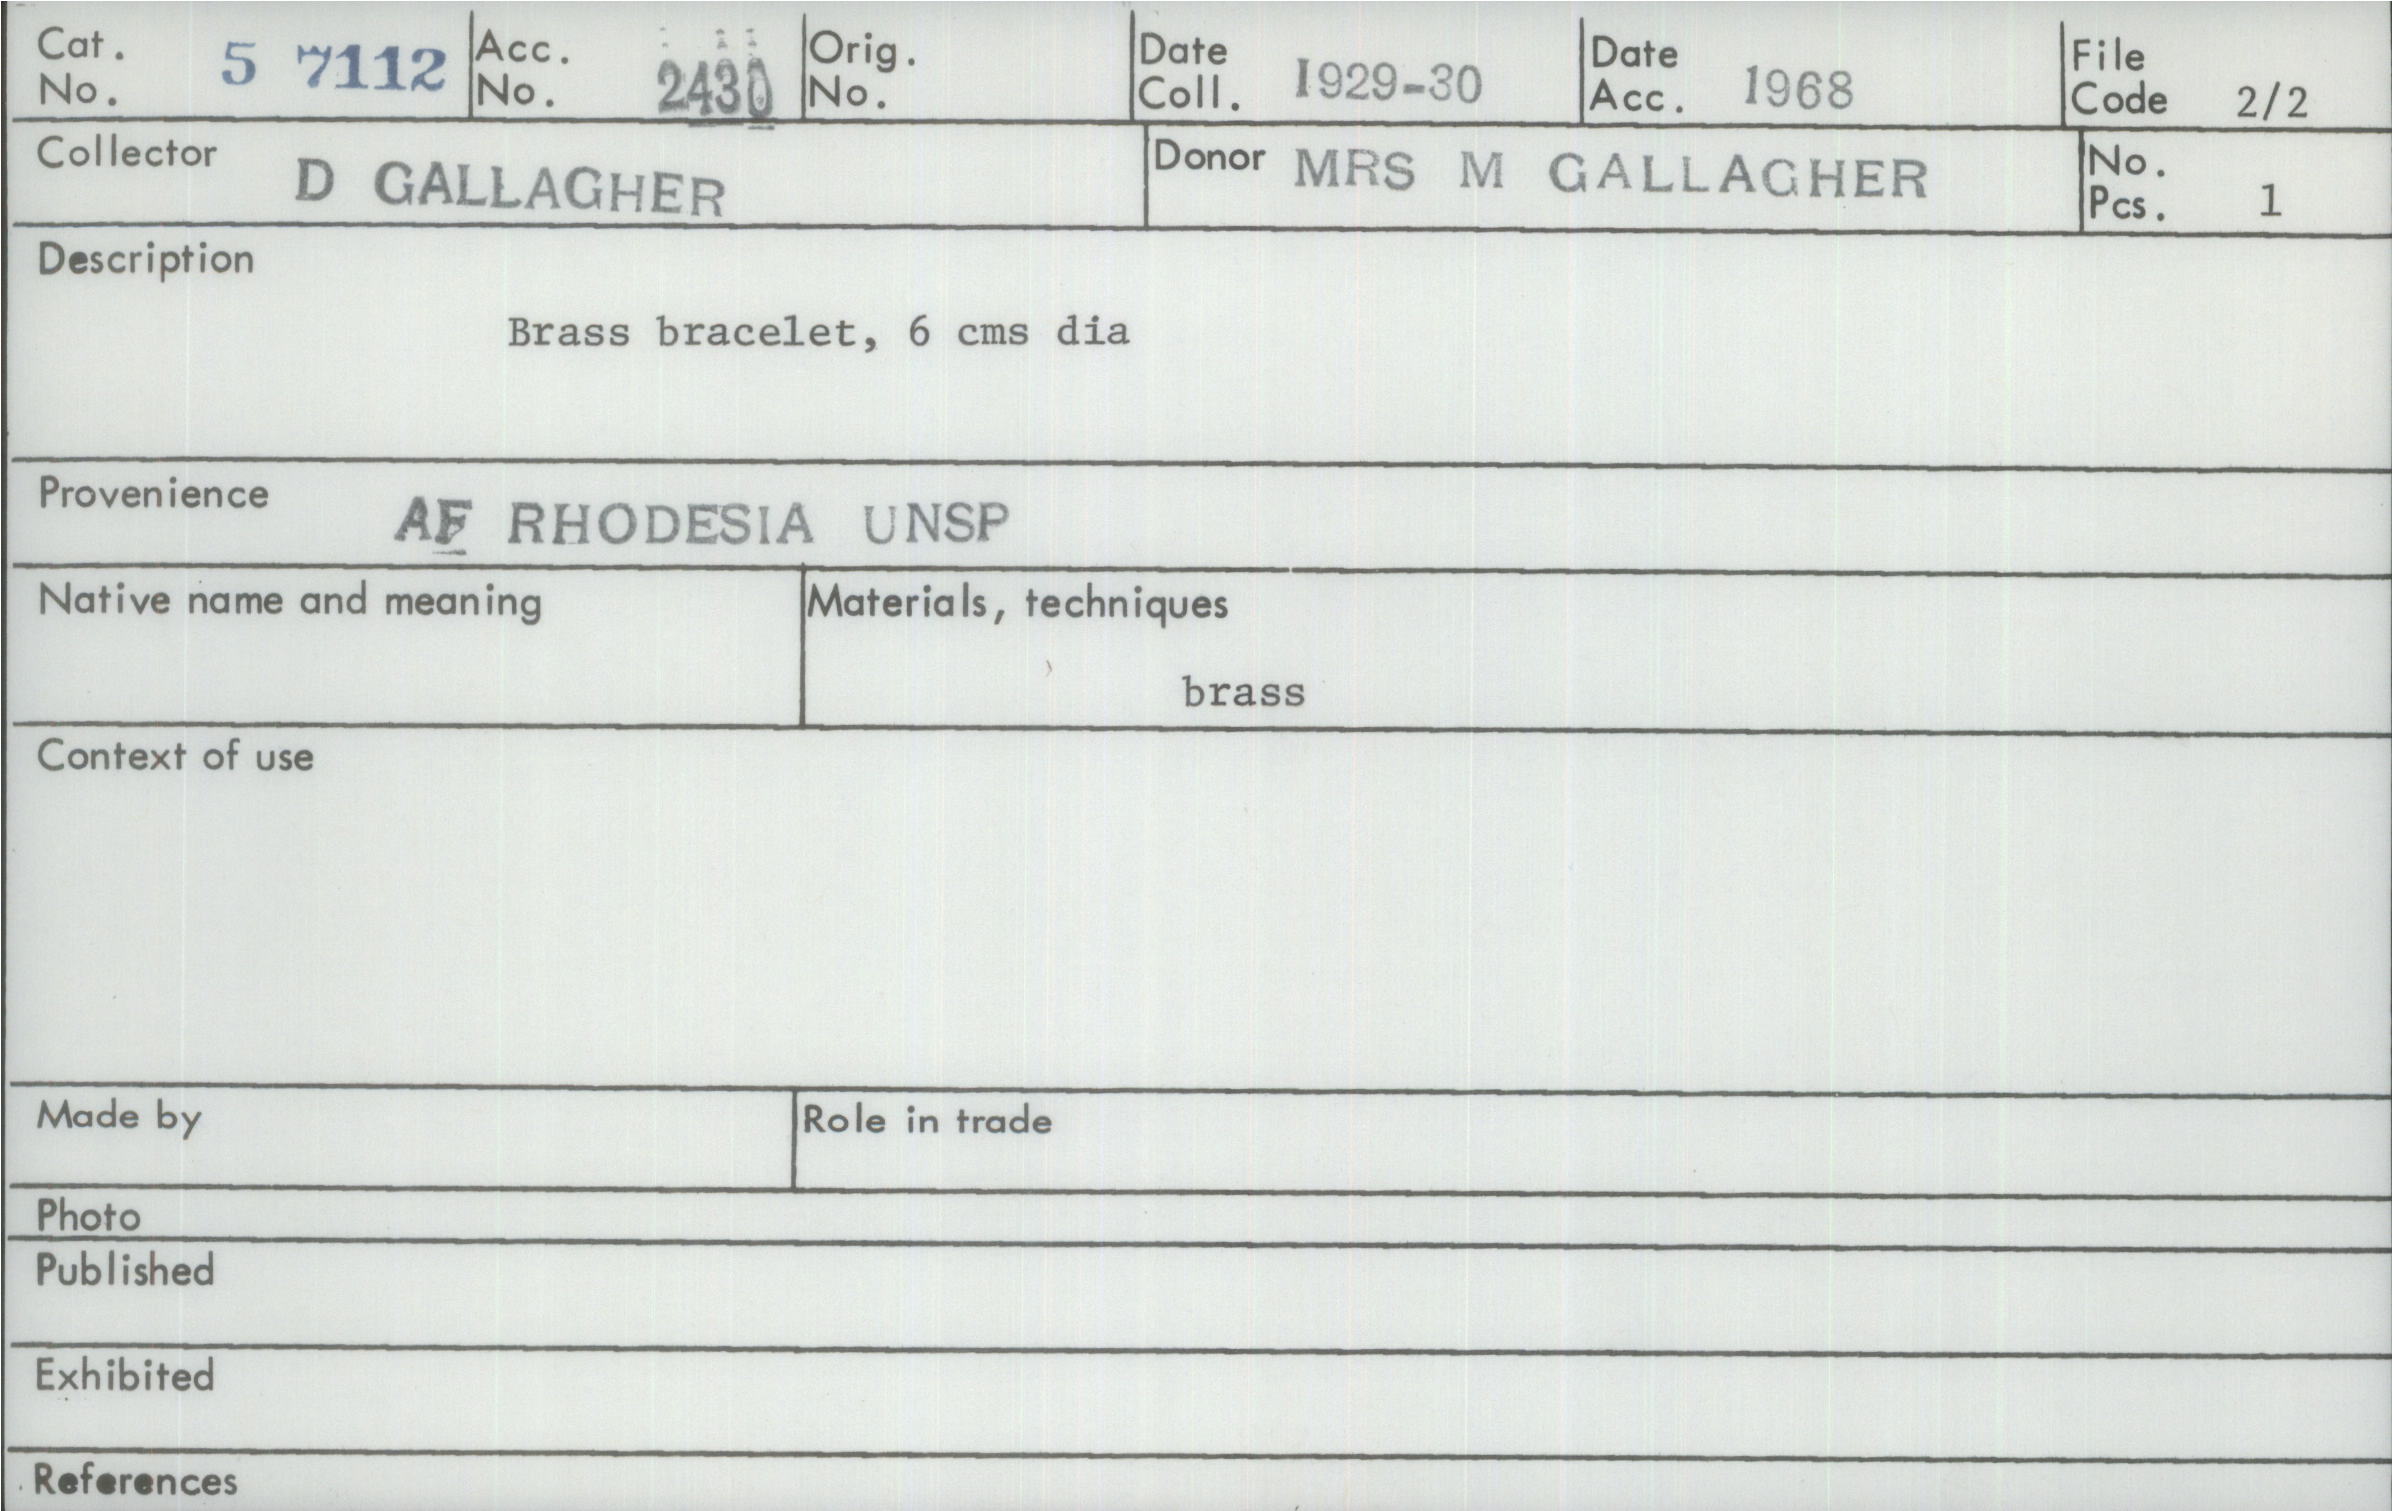 Cat. No. 5 7112 Acc. No. 2430 Orig. No. Date Coll. 1929-30 Date Acc. 1968 File Code 2/2
Collector D GALLAGHER Donor MRS M GALLAGHER No. Pcs. 1
Description
Brass bracelet, 6 cms dia
Provenience AF RHODESIA UNSP
Native name and meaning Materials, techniques
brass
Context of use
Made by Role in trade
Photo
Published
Exhibited
References